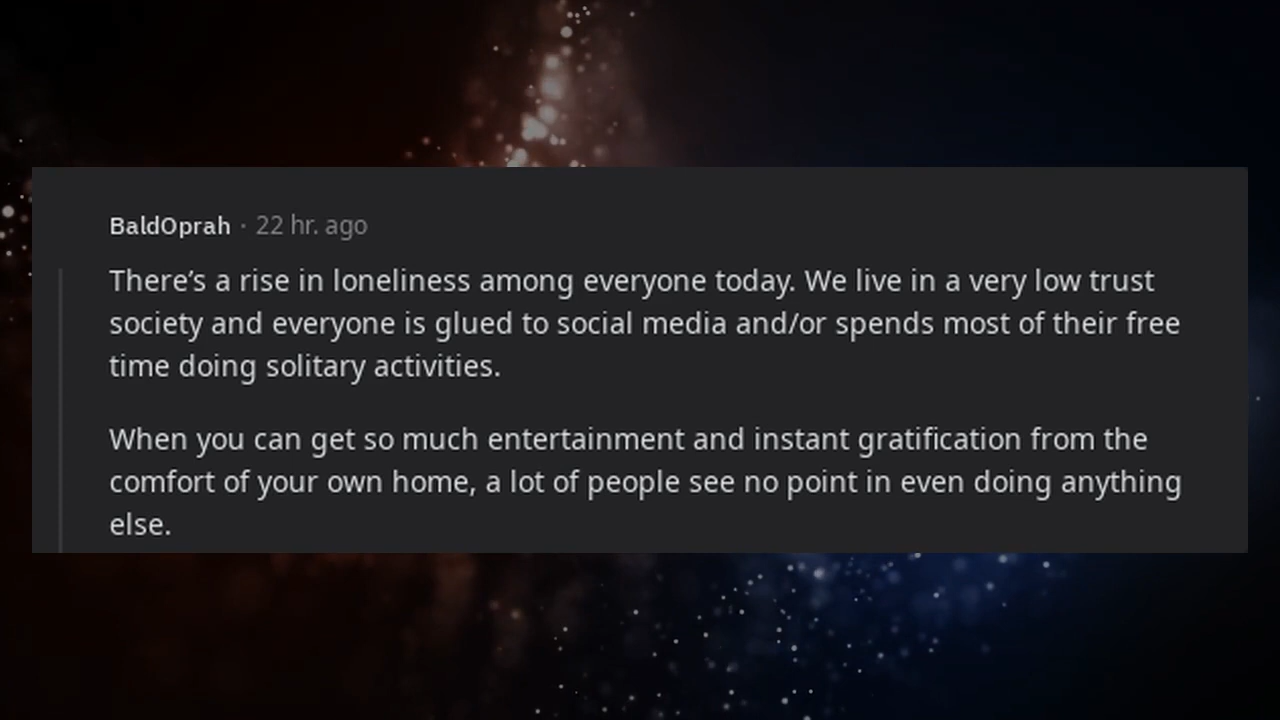 BaldOprah · 22 hr. ago
There’s a rise in loneliness among everyone today. We live in a very low trust
society and everyone is glued to social media and/or spends most of their free
time doing solitary activities.
When you can get so much entertainment and instant gratification from the
comfort of your own home, a lot of people see no point in even doing anything
else.